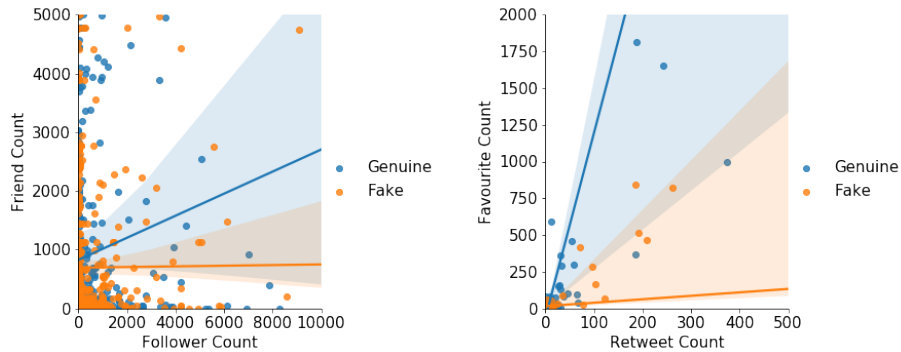 5000
4000
3000
2000
1000
0
Friend Count
0 2000 4000 6000 8000 10000
Follower Count
Genuine
Fake
2000
1750
1500
1250
1000
750
500
250
0
Favourite Count
0 100 200 300 400 500
Retweet Count
Genuine
Fake